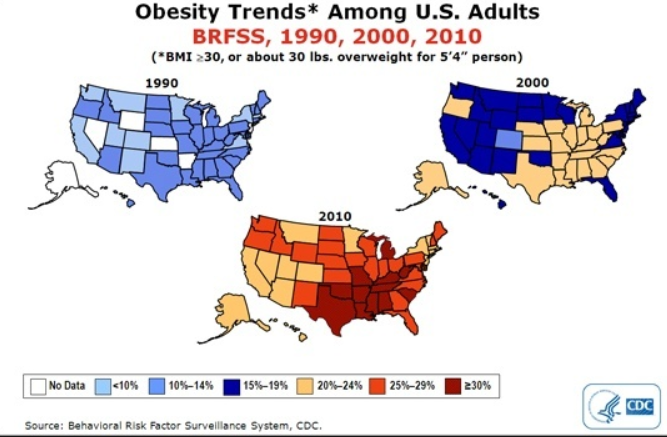 Obesity Trends* Among U.S. Adults
BRFSS, 1990, 2000, 2010
(*BMI ≥30, or about 30 lbs. overweight for 5’4” person)
1990
2000
2010
No Data
<10%
10%–14%
15%–19%
20%–24%
25%–29%
≥30%
Source: Behavioral Risk Factor Surveillance System, CDC.
CDC